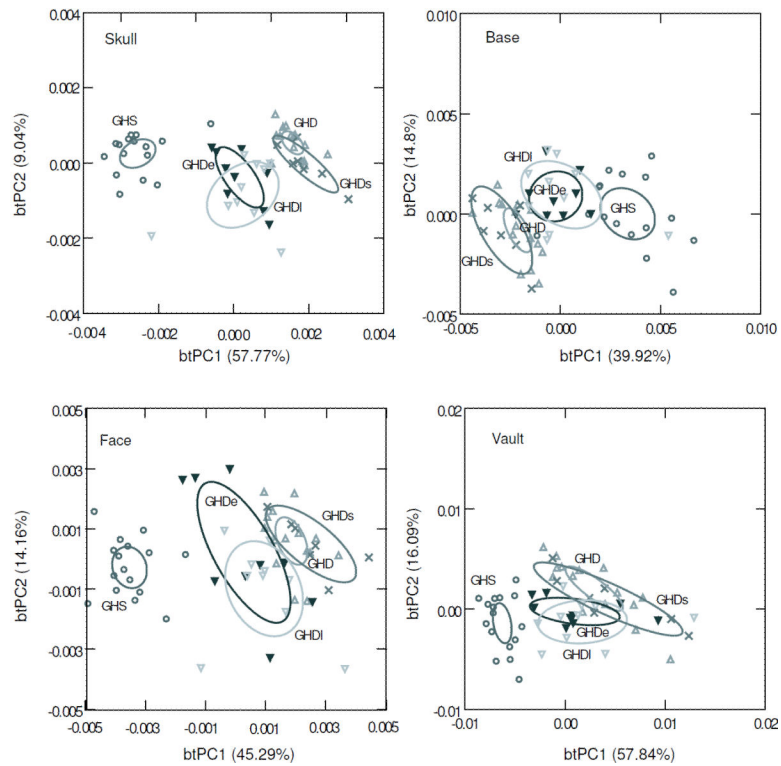 Skull
0.004
0.002
0.000
-0.002
-0.004
btPC2 (9.04%)
GHS
GHDe
GHD
GHDs
GHDl
-0.004
-0.002
0.000
0.002
0.004
btPC1 (57.77%)
Base
0.010
0.005
0.000
-0.005
btPC2 (14.8%)
GHDl
GHDe
GHS
GHD
GHDs
-0.005
0.000
0.005
0.010
btPC1 (39.92%)
Face
0.005
0.003
0.001
-0.001
-0.003
-0.005
btPC2 (14.16%)
GHDe
GHDs
GHD
GHS
GHDl
-0.005
-0.003
-0.001
0.001
0.003
0.005
btPC1 (45.29%)
Vault
0.02
0.01
0.00
-0.01
btPC2 (16.09%)
GHD
GHS
GHDs
GHDe
GHDl
-0.01
0.00
0.01
0.02
btPC1 (57.84%)